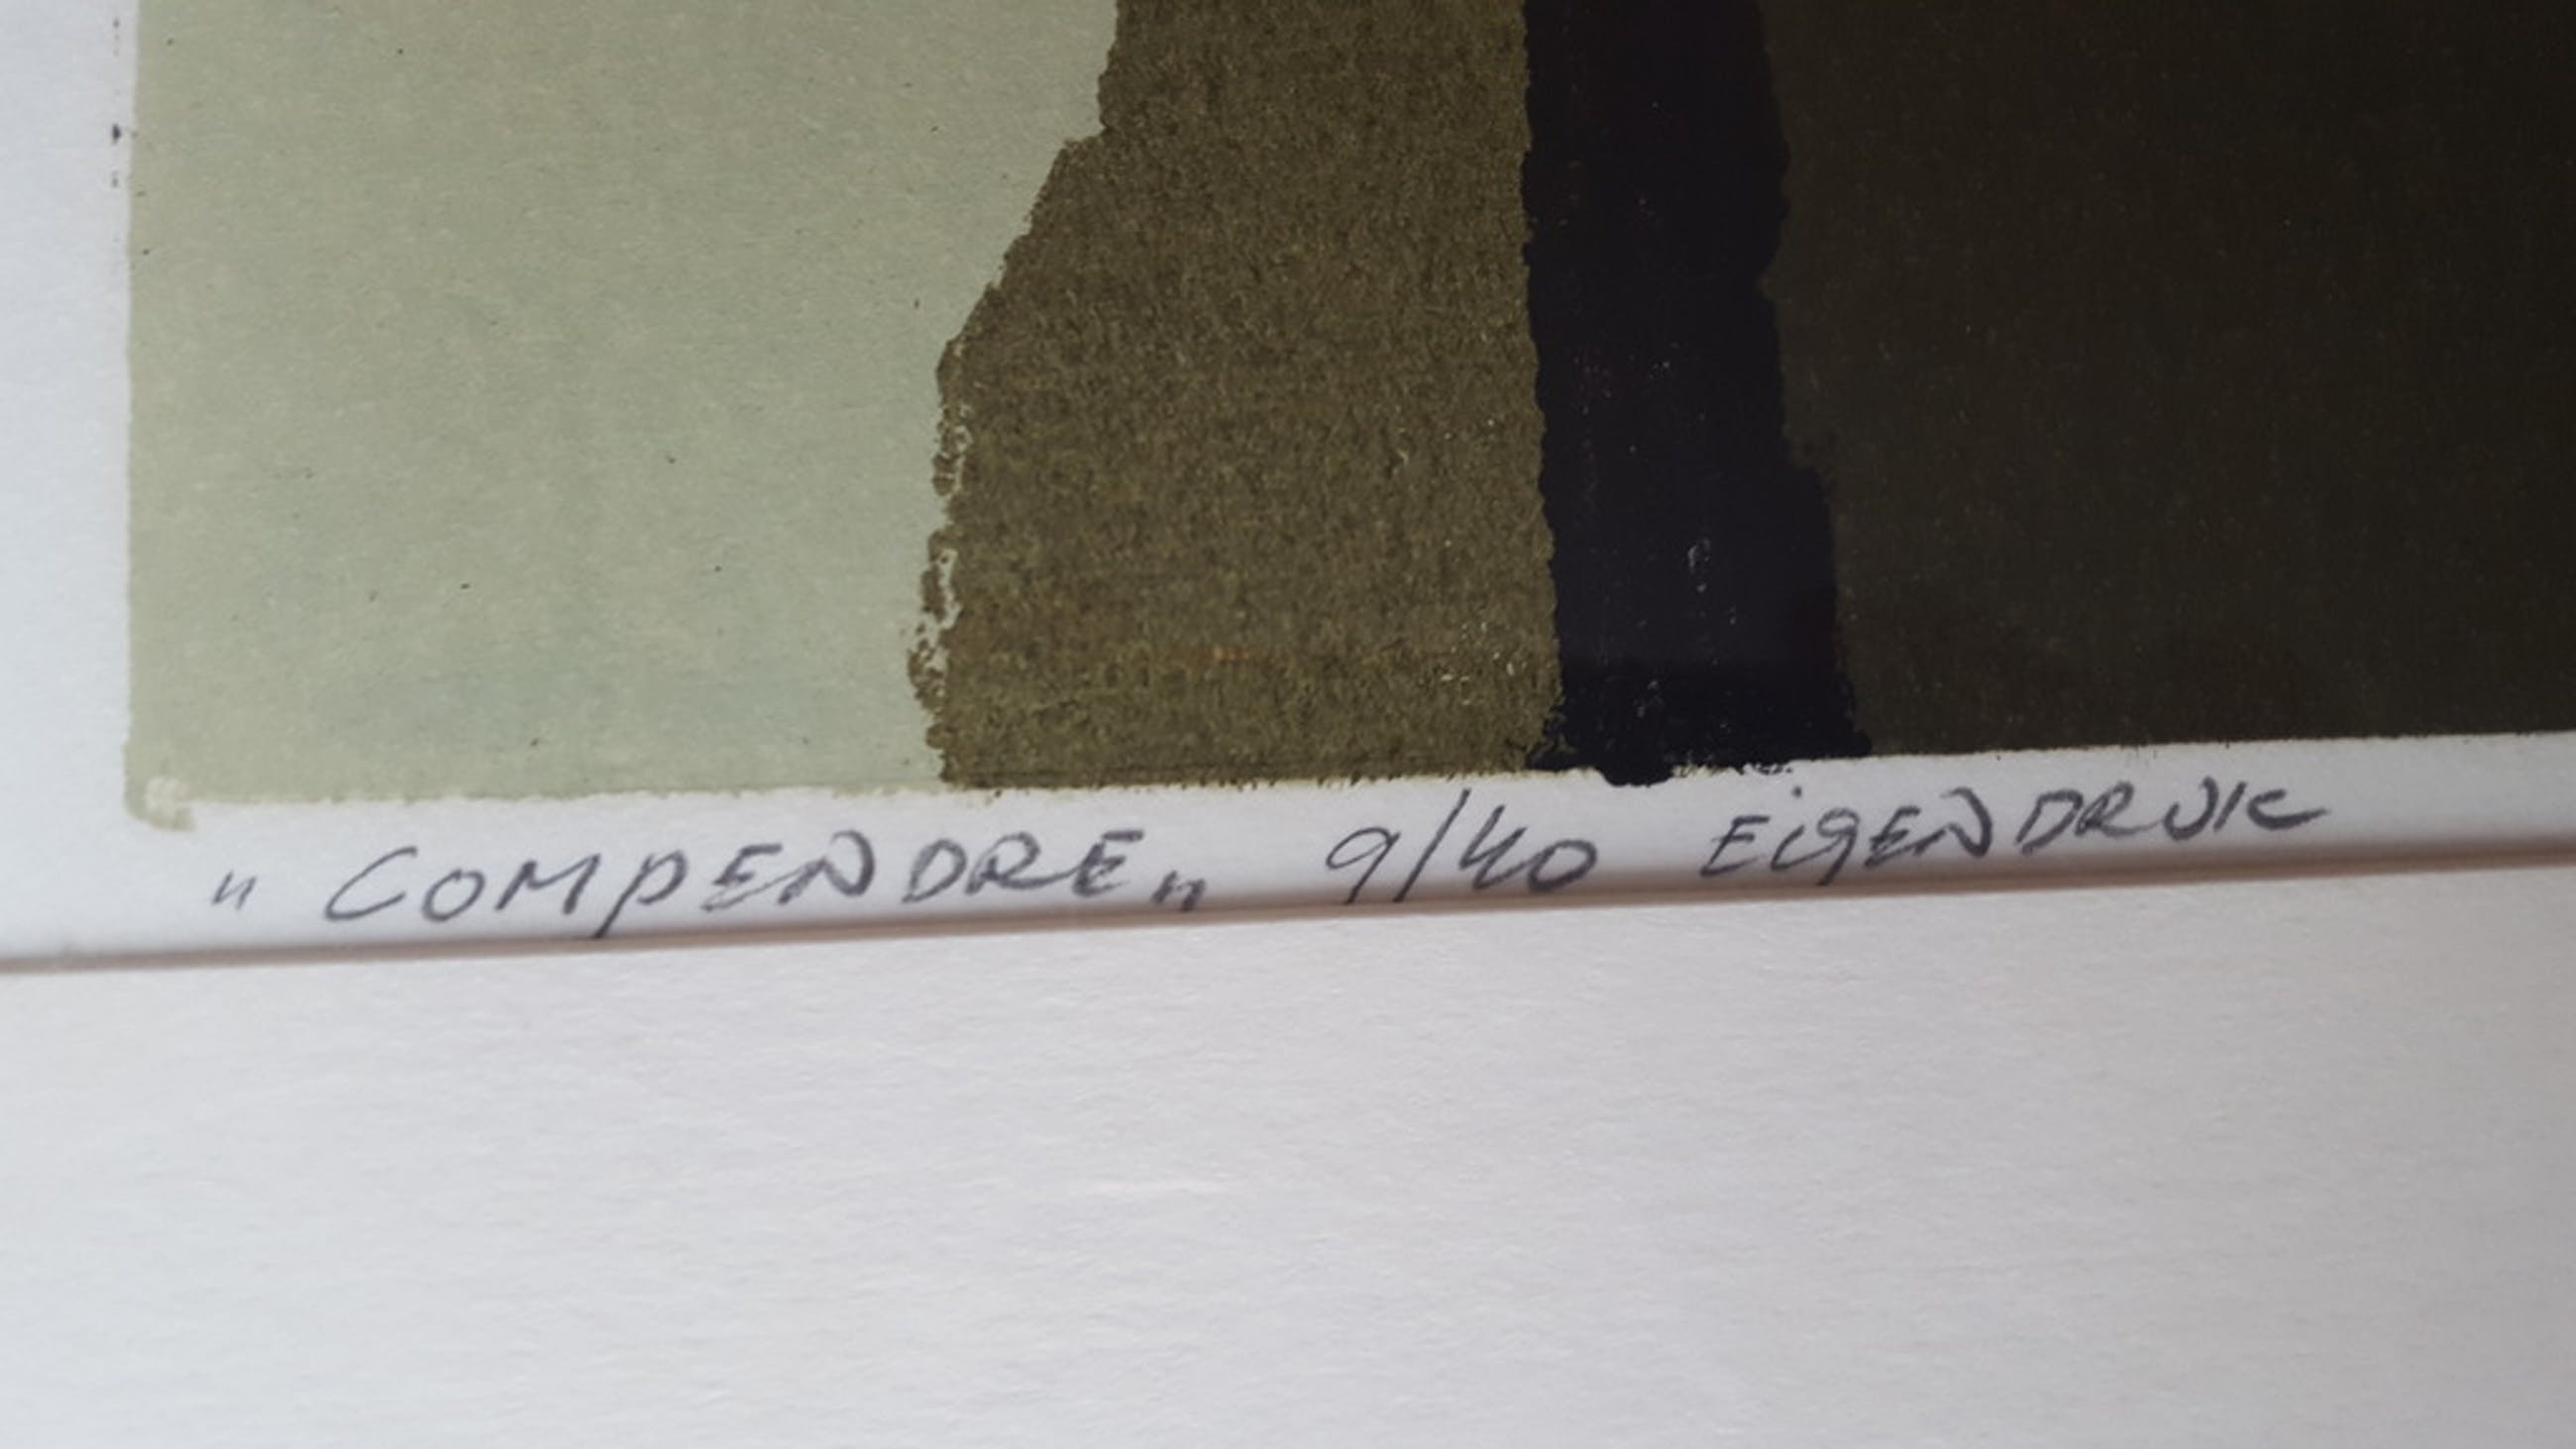 "COMPENDRE" 9/40 EiGENDRUK